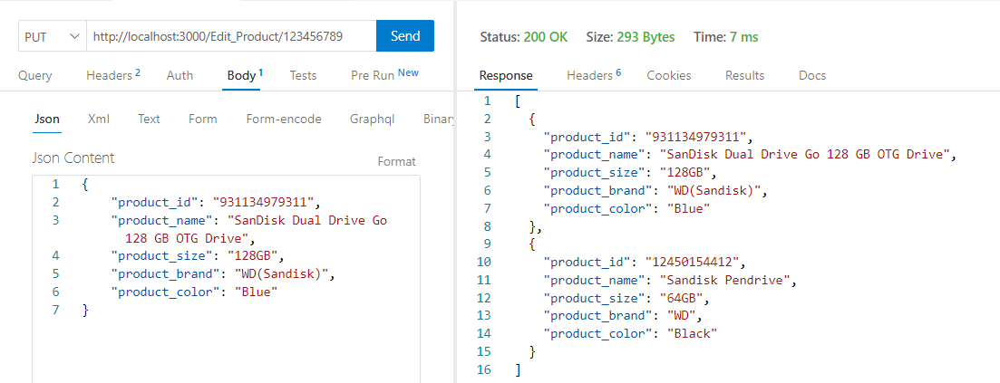 PUT http://localhost:3000/Edit_Product/123456789 Send
Query Headers 2 Auth Body 1 Tests Pre Run New
Json Xml Text Form Form-encode Graphql Binary
Json Content Format
1 {
2 "product_id": "931134979311",
3 "product_name": "SanDisk Dual Drive Go
128 GB OTG Drive",
4 "product_size": "128GB",
5 "product_brand": "WD(Sandisk)",
6 "product_color": "Blue"
7 }
Status: 200 OK Size: 293 Bytes Time: 7 ms
Response Headers 6 Cookies Results Docs
1 [
2 {
3 "product_id": "931134979311",
4 "product_name": "SanDisk Dual Drive Go 128 GB OTG Drive",
5 "product_size": "128GB",
6 "product_brand": "WD(Sandisk)",
7 "product_color": "Blue"
8 },
9 {
10 "product_id": "12450154412",
11 "product_name": "Sandisk Pendrive",
12 "product_size": "64GB",
13 "product_brand": "WD",
14 "product_color": "Black"
15 }
16 ]